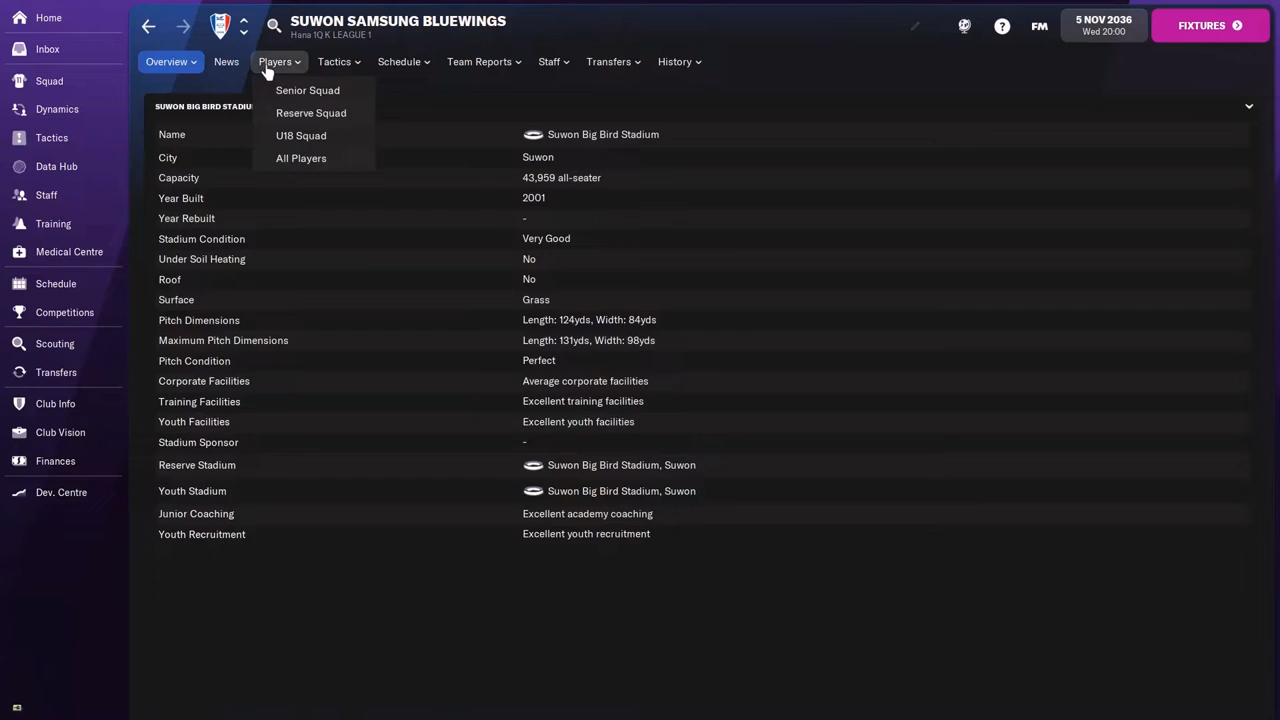 Home
Inbox
Squad
Dynamics
Tactics
Data Hub
Staff
Training
Medical Centre
Schedule
Competitions
Scouting
Transfers
Club Info
Club Vision
Finances
Dev. Centre
SUWON SAMSUNG BLUEWINGS
Hana 1Q K LEAGUE 1
? FM
5 NOV 2036
Wed 20:00
FIXTURES
Overview News Players Tactics Schedule Team Reports Staff Transfers History
Senior Squad
Reserve Squad
U18 Squad
All Players
SUWON BIG BIRD STADIU
Name Suwon Big Bird Stadium
City Suwon
Capacity 43,959 all-seater
Year Built 2001
Year Rebuilt -
Stadium Condition Very Good
Under Soil Heating No
Roof No
Surface Grass
Pitch Dimensions Length: 124yds, Width: 84yds
Maximum Pitch Dimensions Length: 131yds, Width: 98yds
Pitch Condition Perfect
Corporate Facilities Average corporate facilities
Training Facilities Excellent training facilities
Youth Facilities Excellent youth facilities
Stadium Sponsor -
Reserve Stadium Suwon Big Bird Stadium, Suwon
Youth Stadium Suwon Big Bird Stadium, Suwon
Junior Coaching Excellent academy coaching
Youth Recruitment Excellent youth recruitment